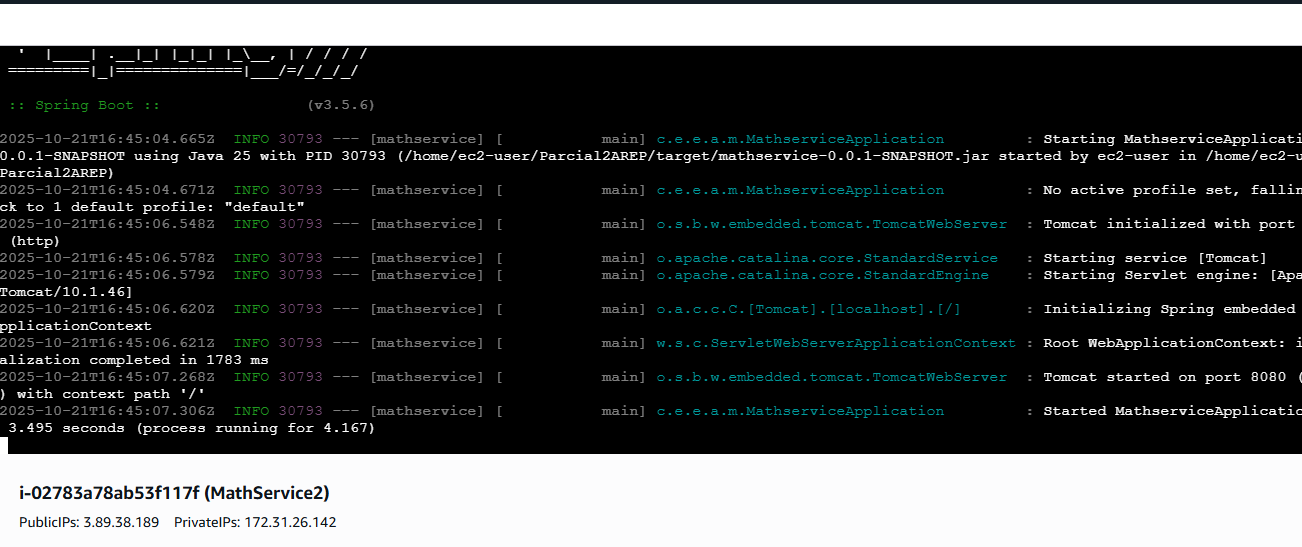 '  |____| .__|_| |_|_| |_\__, | / / / /
 =========|_|==============|___/=/_/_/_/
 :: Spring Boot ::                (v3.5.6)
2025-10-21T16:45:04.665Z  INFO 30793 --- [mathservice] [           main] c.e.e.a.m.MathserviceApplication         : Starting MathserviceApplicati
0.0.1-SNAPSHOT using Java 25 with PID 30793 (/home/ec2-user/Parcial2AREP/target/mathservice-0.0.1-SNAPSHOT.jar started by ec2-user in /home/ec2-u
Parcial2AREP)
2025-10-21T16:45:04.671Z  INFO 30793 --- [mathservice] [           main] c.e.e.a.m.MathserviceApplication         : No active profile set, fallin
ck to 1 default profile: "default"
2025-10-21T16:45:06.548Z  INFO 30793 --- [mathservice] [           main] o.s.b.w.embedded.tomcat.TomcatWebServer  : Tomcat initialized with port
 (http)
2025-10-21T16:45:06.578Z  INFO 30793 --- [mathservice] [           main] o.apache.catalina.core.StandardService   : Starting service [Tomcat]
2025-10-21T16:45:06.579Z  INFO 30793 --- [mathservice] [           main] o.apache.catalina.core.StandardEngine    : Starting Servlet engine: [Apa
Tomcat/10.1.46]
2025-10-21T16:45:06.620Z  INFO 30793 --- [mathservice] [           main] o.a.c.c.C.[Tomcat].[localhost].[/]       : Initializing Spring embedded
pplicationContext
2025-10-21T16:45:06.621Z  INFO 30793 --- [mathservice] [           main] w.s.c.ServletWebServerApplicationContext : Root WebApplicationContext: i
alization completed in 1783 ms
2025-10-21T16:45:07.268Z  INFO 30793 --- [mathservice] [           main] o.s.b.w.embedded.tomcat.TomcatWebServer  : Tomcat started on port 8080 (
) with context path '/'
2025-10-21T16:45:07.306Z  INFO 30793 --- [mathservice] [           main] c.e.e.a.m.MathserviceApplication         : Started MathserviceApplicatio
 3.495 seconds (process running for 4.167)
i-02783a78ab53f117f (MathService2)
PublicIPs: 3.89.38.189    PrivateIPs: 172.31.26.142